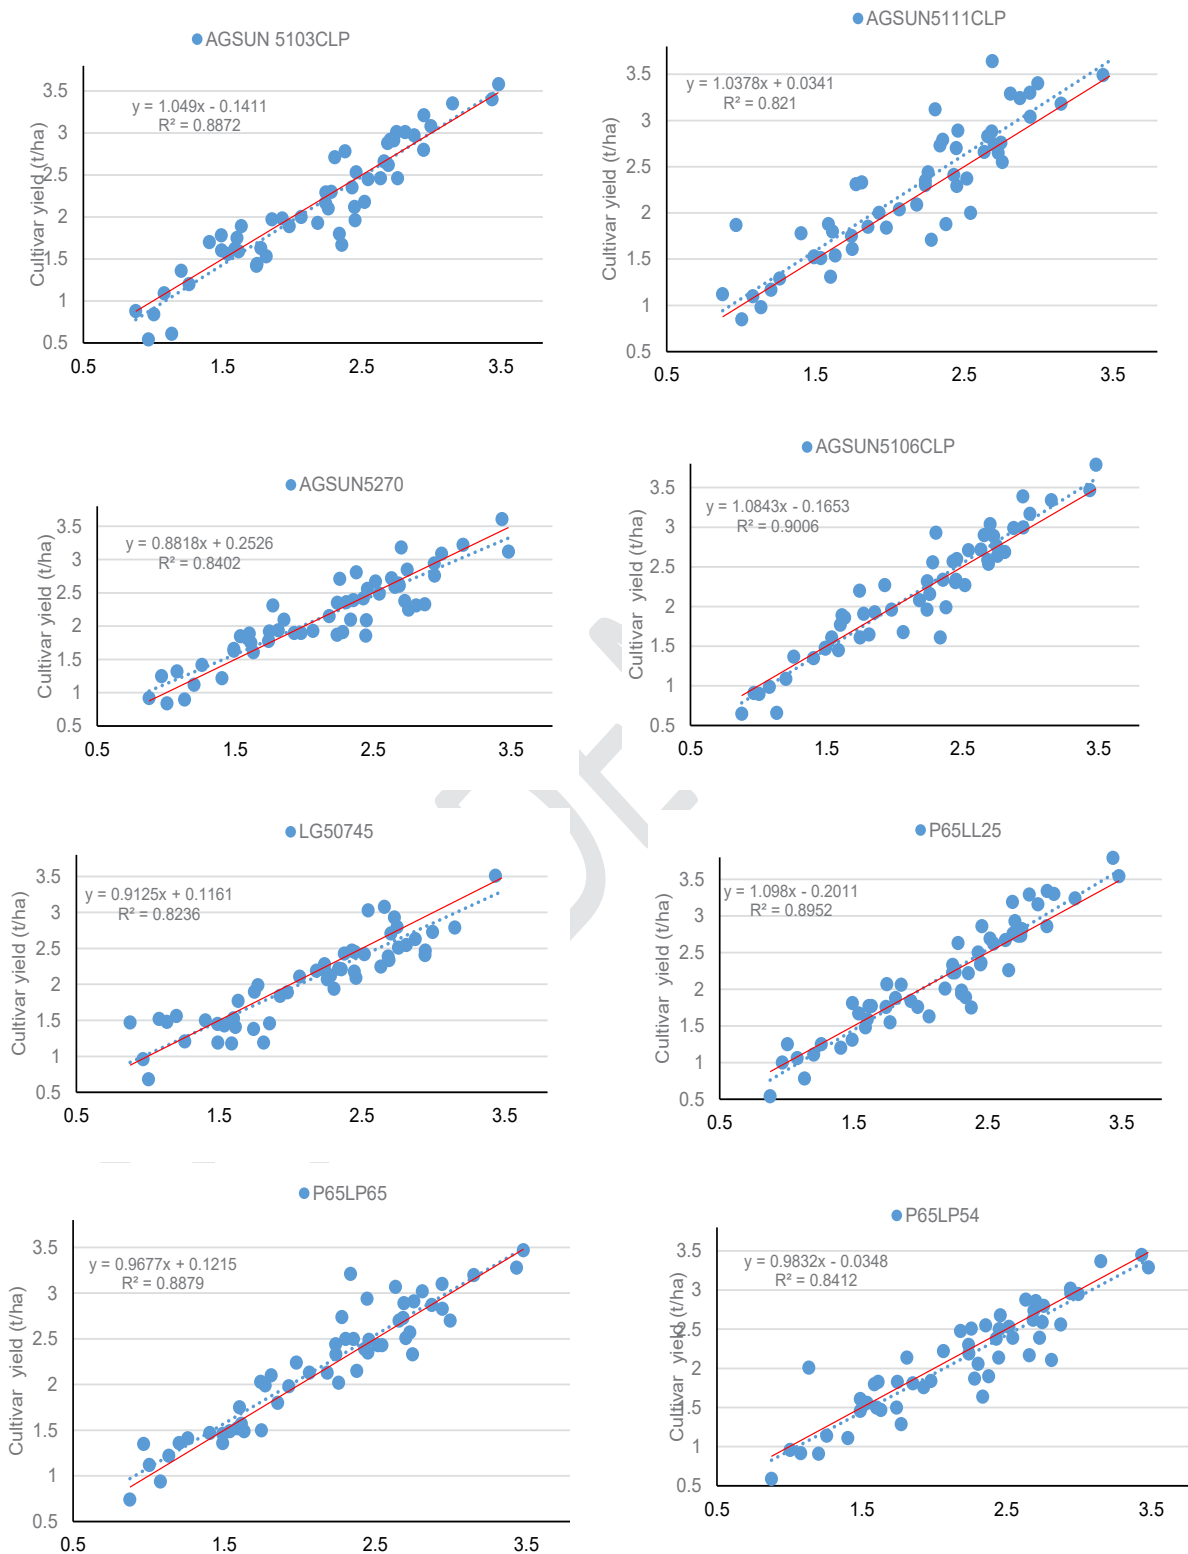 AGSUN 5103CLP
y = 1.049x - 0.1411
R² = 0.8872
Cultivar yield (t/ha)
3.5
3
2.5
2
1.5
1
0.5
0.5
1.5
2.5
3.5
AGSUN5111CLP
y = 1.0378x + 0.0341
R² = 0.821
Cultivar yield (t/ha)
3.5
3
2.5
2
1.5
1
0.5
0.5
1.5
2.5
3.5
AGSUN5270
y = 0.8818x + 0.2526
R² = 0.8402
Cultivar yield (t/ha)
3.5
3
2.5
2
1.5
1
0.5
0.5
1.5
2.5
3.5
AGSUN5106CLP
y = 1.0843x - 0.1653
R² = 0.9006
Cultivar yield (t/ha)
3.5
3
2.5
2
1.5
1
0.5
0.5
1.5
2.5
3.5
LG50745
y = 0.9125x + 0.1161
R² = 0.8236
Cultivar yield (t/ha)
3.5
3
2.5
2
1.5
1
0.5
0.5
1.5
2.5
3.5
P65LL25
y = 1.098x - 0.2011
R² = 0.8952
Cultivar yield (t/ha)
3.5
3
2.5
2
1.5
1
0.5
0.5
1.5
2.5
3.5
P65LP65
y = 0.9677x + 0.1215
R² = 0.8879
Cultivar yield (t/ha)
3.5
3
2.5
2
1.5
1
0.5
0.5
1.5
2.5
3.5
P65LP54
y = 0.9832x - 0.0348
R² = 0.8412
Cultivar yield (t/ha)
3.5
3
2.5
2
1.5
1
0.5
0.5
1.5
2.5
3.5